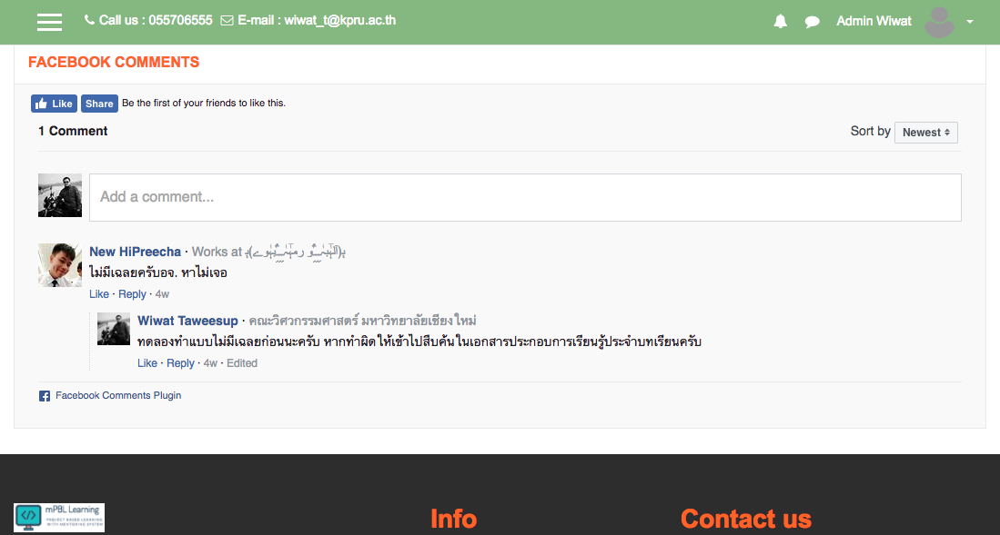 Call us : 055706555 E-mail : wiwat_t@kpru.ac.th Admin Wiwat
FACEBOOK COMMENTS
Like Share Be the first of your friends to like this.
1 Comment Sort by Newest
Add a comment...
New HiPreecha · Works at
ไม่มีเฉลยครับอจ. หาไม่เจอ
Like · Reply · 4w
Wiwat Taweesup · คณะวิศวกรรมศาสตร์ มหาวิทยาลัยเชียงใหม่
ทดลองทำแบบไม่มีเฉลยก่อนนะครับ หากทำผิด ให้เข้าไปสืบค้น ในเอกสารประกอบการเรียนรู้ประจำบทเรียนครับ
Like · Reply · 4w · Edited
Facebook Comments Plugin
mPBL Learning
PROJECT BASED LEARNING
WITH MENTORING SYSTEM
Info
Contact us